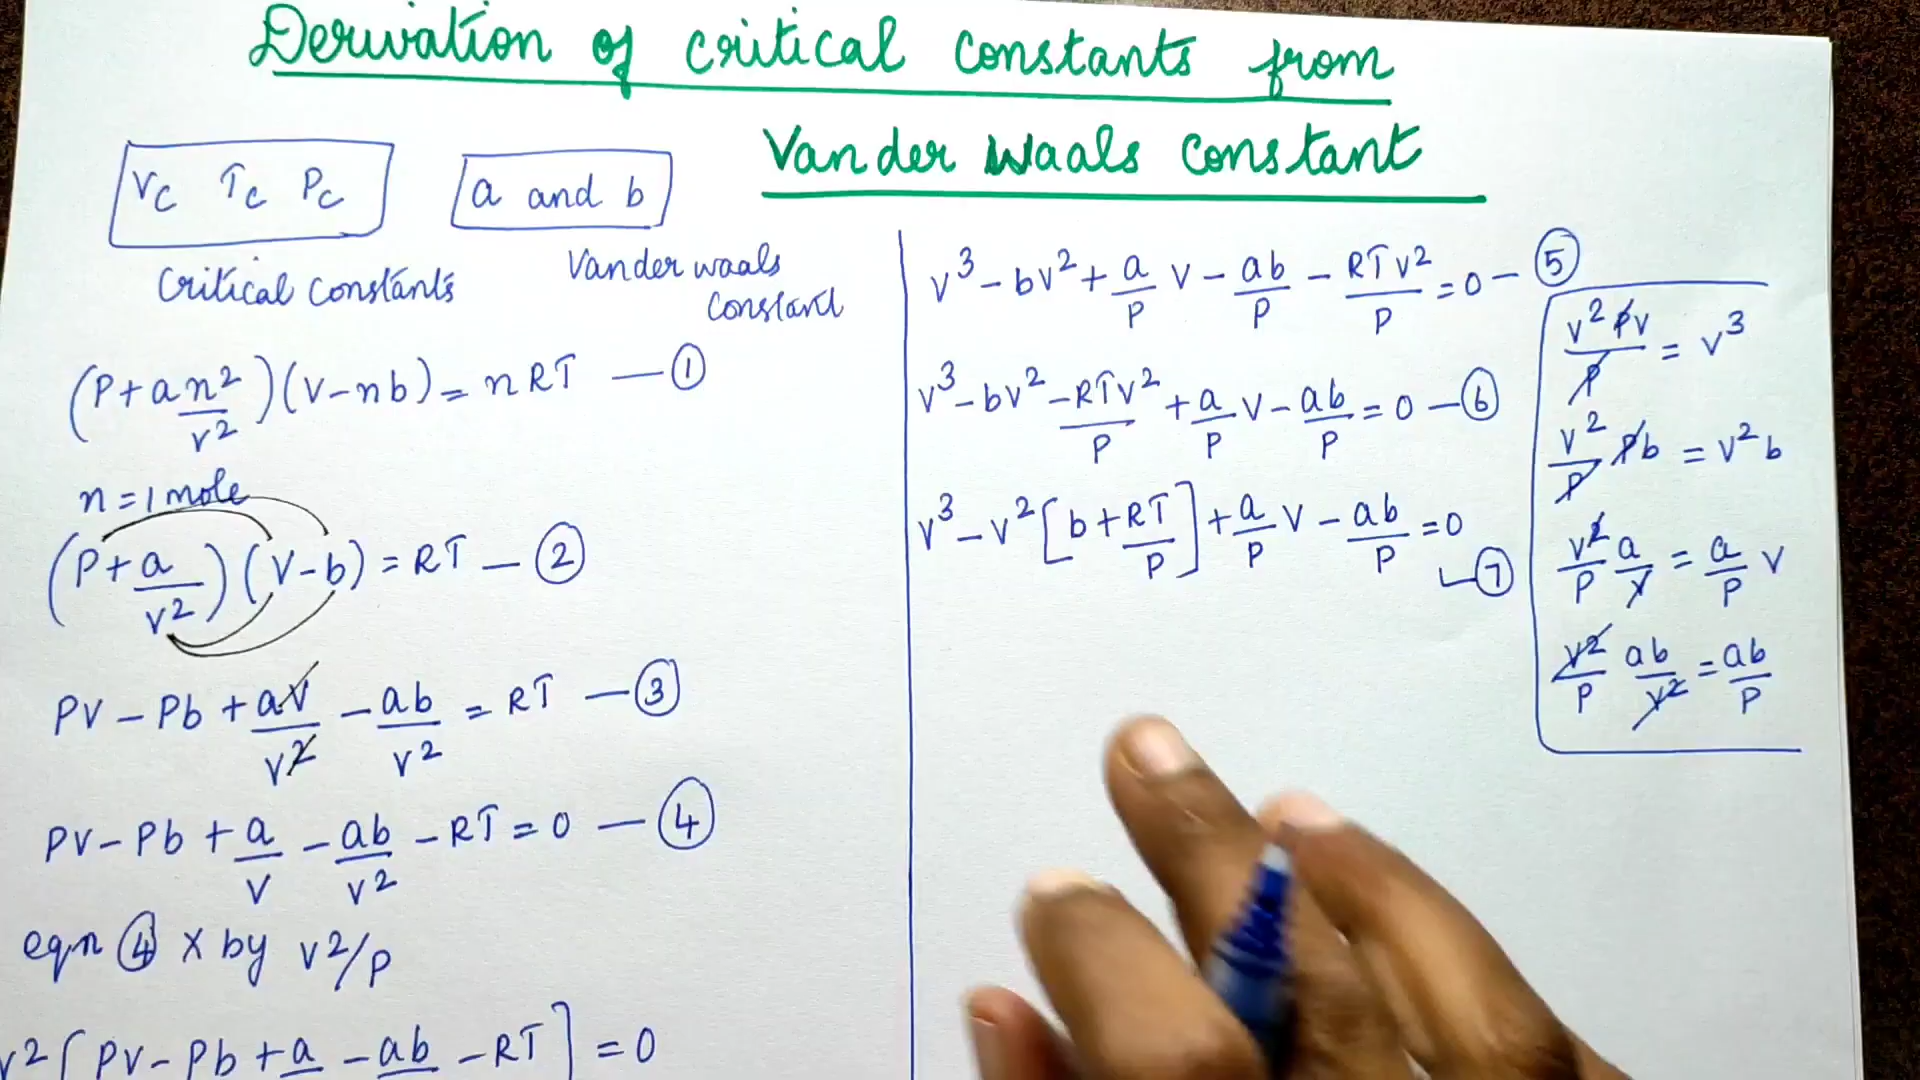 Derivation of critical constants from
Vander Waals constant
Vc Tc Pc
a and b
Critical constants
Vander waals
constant
(P+an²/v²)(V-nb)=nRT —①
n=1mole
(P+a/v²)(V-b)=RT —②
PV-Pb+aV/v²-ab/v²=RT —③
PV-Pb+a/V-ab/v²-RT=0 —④
eqn ④ x by v²/P
v²[PV-Pb+a-ab-RT]=0
v³-bv²+a/P v-ab/P-RTv²/P=0—⑤
v³-bv²-RTv²/P+a/P v-ab/P=0—⑥
v³-v²[b+RT/P]+a/P v-ab/P=0
⑦
v²Pv/P=v³
v²/P Pb=v²b
v²/P a/v=a/P v
v²/P ab/v²=ab/P